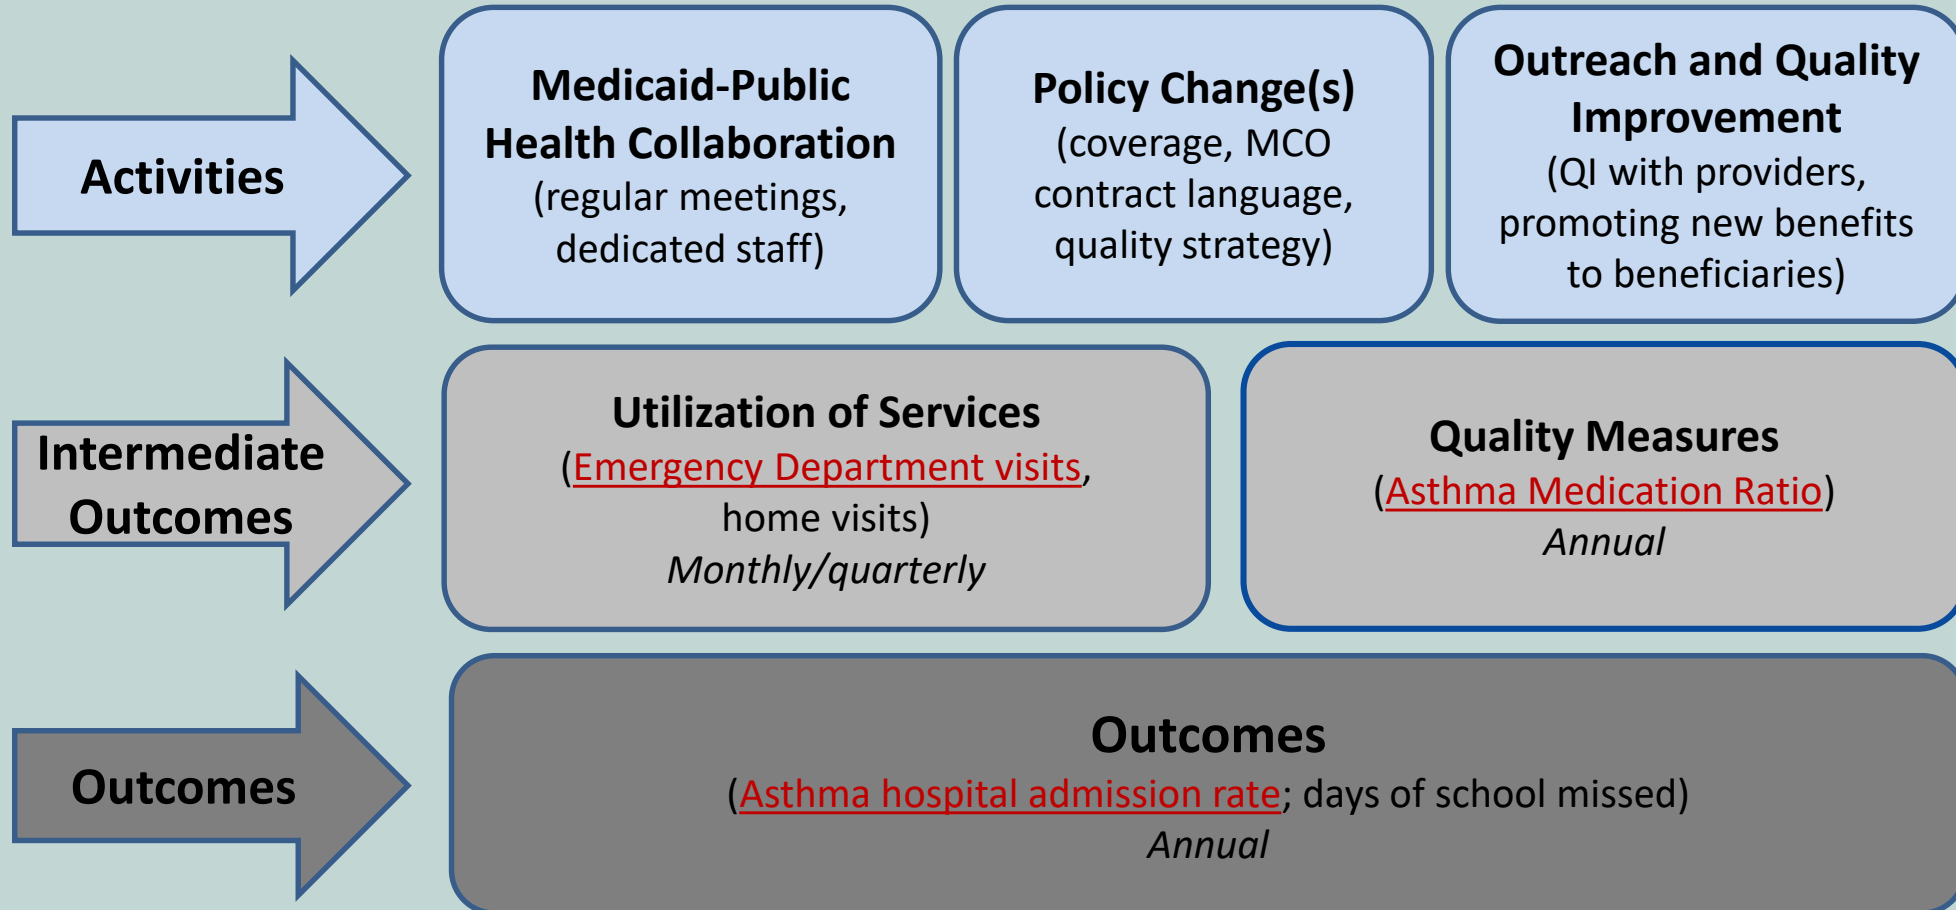 Activities
Medicaid-Public
Health Collaboration
(regular meetings,
dedicated staff)
Policy Change(s)
(coverage, MCO
contract language,
quality strategy)
Outreach and Quality
Improvement
(QI with providers,
promoting new benefits
to beneficiaries)
Intermediate
Outcomes
Utilization of Services
(Emergency Department visits,
home visits)
Monthly/quarterly
Quality Measures
(Asthma Medication Ratio)
Annual
Outcomes
Outcomes
(Asthma hospital admission rate; days of school missed)
Annual